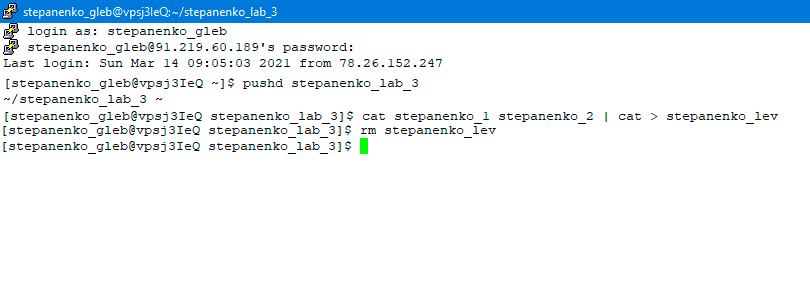 stepanenko_gleb@vpsj3IeQ:~/stepanenko_lab_3
login as: stepanenko_gleb
stepanenko_gleb@91.219.60.189's password:
Last login: Sun Mar 14 09:05:03 2021 from 78.26.152.247
[stepanenko_gleb@vpsj3IeQ ~]$ pushd stepanenko_lab_3
~/stepanenko_lab_3 ~
[stepanenko_gleb@vpsj3IeQ stepanenko_lab_3]$ cat stepanenko_1 stepanenko_2 | cat > stepanenko_lev
[stepanenko_gleb@vpsj3IeQ stepanenko_lab_3]$ rm stepanenko_lev
[stepanenko_gleb@vpsj3IeQ stepanenko_lab_3]$